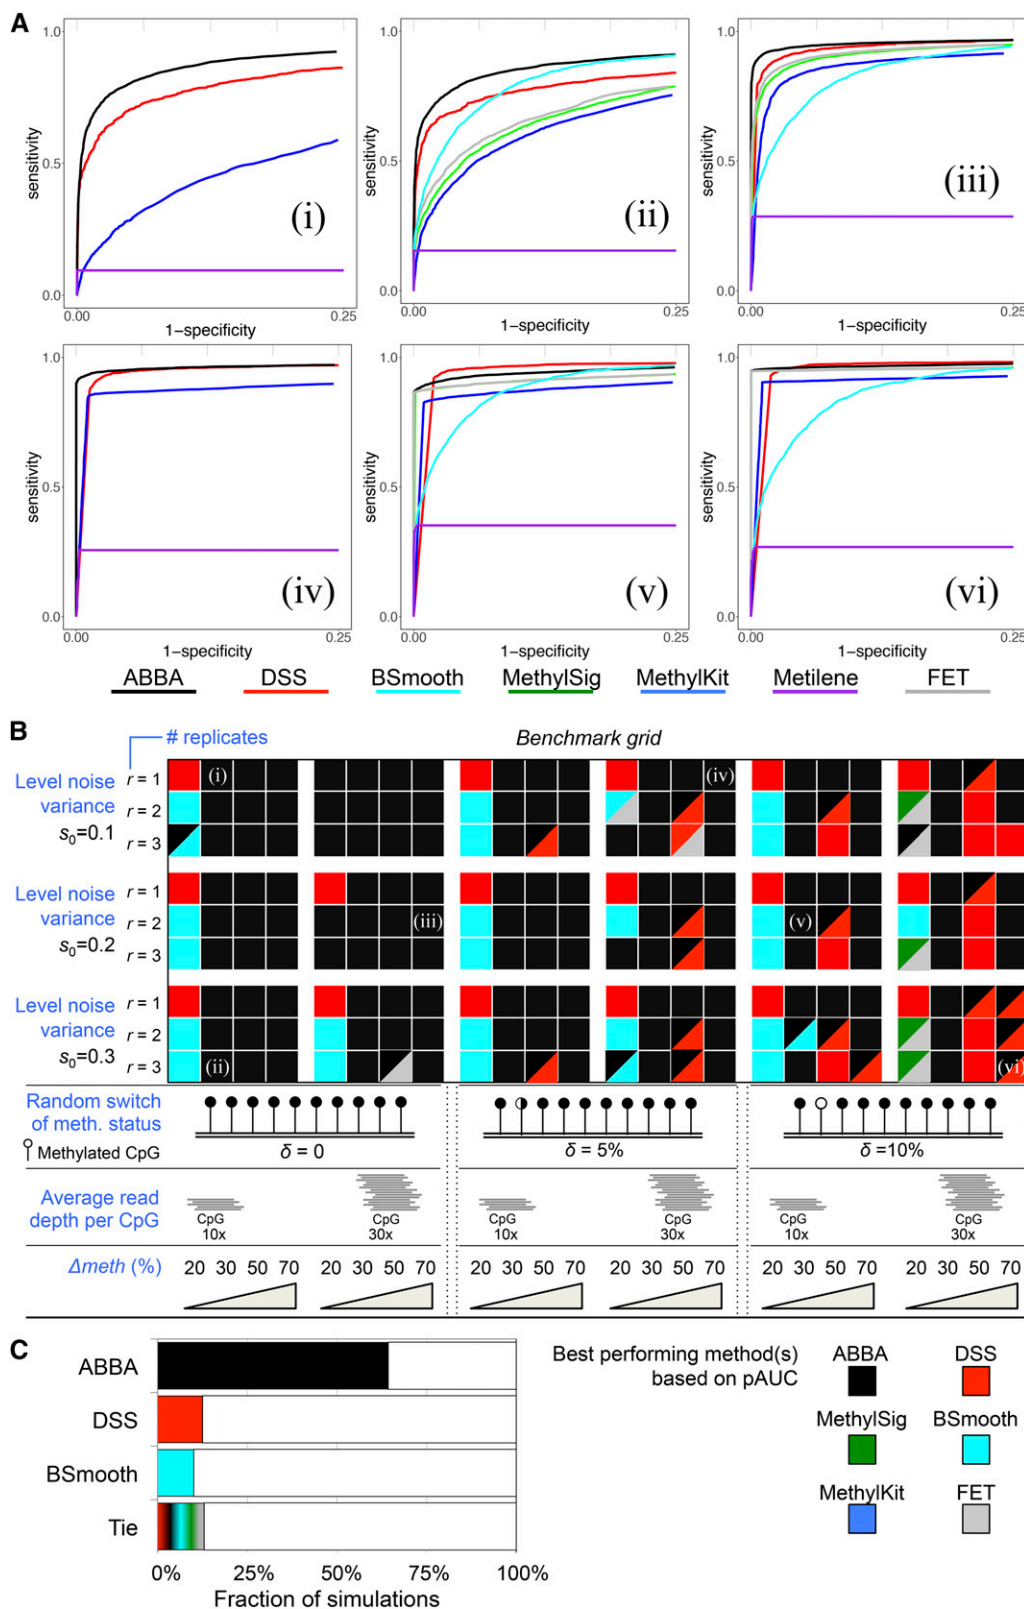 A
1.0
0.5
0.0
sensitivity
(i)
0.00
0.25
1−specificity
1.0
0.5
0.0
sensitivity
(ii)
0.00
0.25
1−specificity
1.0
0.5
0.0
sensitivity
(iii)
0.00
0.25
1−specificity
1.0
0.5
0.0
sensitivity
(iv)
0.00
0.25
1−specificity
1.0
0.5
0.0
sensitivity
(v)
0.00
0.25
1−specificity
1.0
0.5
0.0
sensitivity
(vi)
0.00
0.25
1−specificity
ABBA DSS BSmooth MethylSig MethylKit Metilene FET
B
# replicates
Benchmark grid
Level noise
variance
s0=0.1
r = 1
r = 2
r = 3
(i)
(iv)
Level noise
variance
s0=0.2
r = 1
r = 2
r = 3
(iii)
(v)
Level noise
variance
s0=0.3
r = 1
r = 2
r = 3
(ii)
(vi)
Random switch
of meth. status
Methylated CpG
δ = 0
δ = 5%
δ =10%
Average read
depth per CpG
CpG
10x
CpG
30x
CpG
10x
CpG
30x
CpG
10x
CpG
30x
Δmeth (%)
20 30 50 70 20 30 50 70 20 30 50 70 20 30 50 70 20 30 50 70 20 30 50 70
C
ABBA
DSS
BSmooth
Tie
0% 25% 50% 75% 100%
Fraction of simulations
Best performing method(s)
based on pAUC
ABBA DSS
MethylSig BSmooth
MethylKit FET